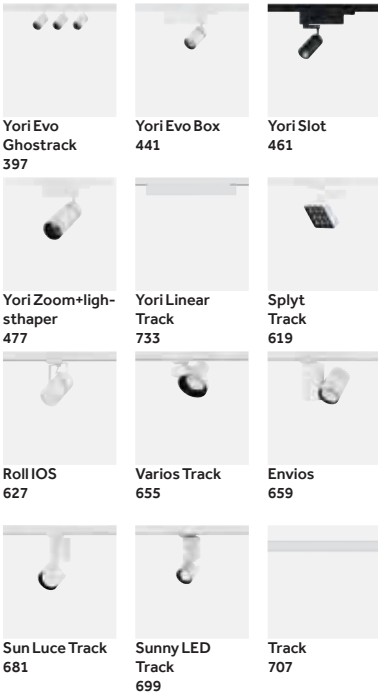 Yori Evo
Ghostrack
397
Yori Evo Box
441
Yori Slot
461
Yori Zoom+ligh-
sthaper
477
Yori Linear
Track
733
Splyt
Track
619
Roll IOS
627
Varios Track
655
Envios
659
Sun Luce Track
681
Sunny LED
Track
699
Track
707